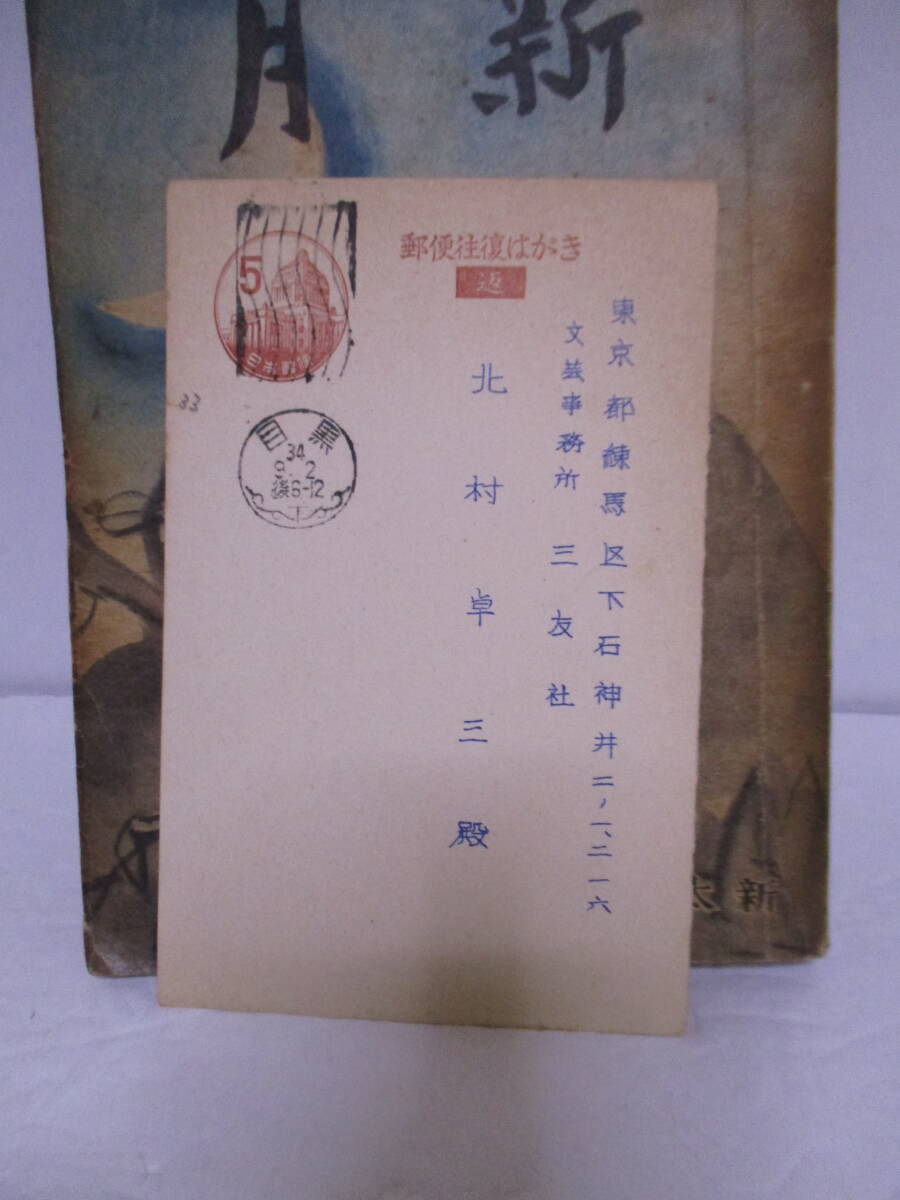 新月
郵便往復はがき
返
5
日本郵便
東京都練馬区下石神井二ノ一、二一六
文芸事務所 三友社
北村卓三殿
33
目黒
34
9. 2
後6-12
新太